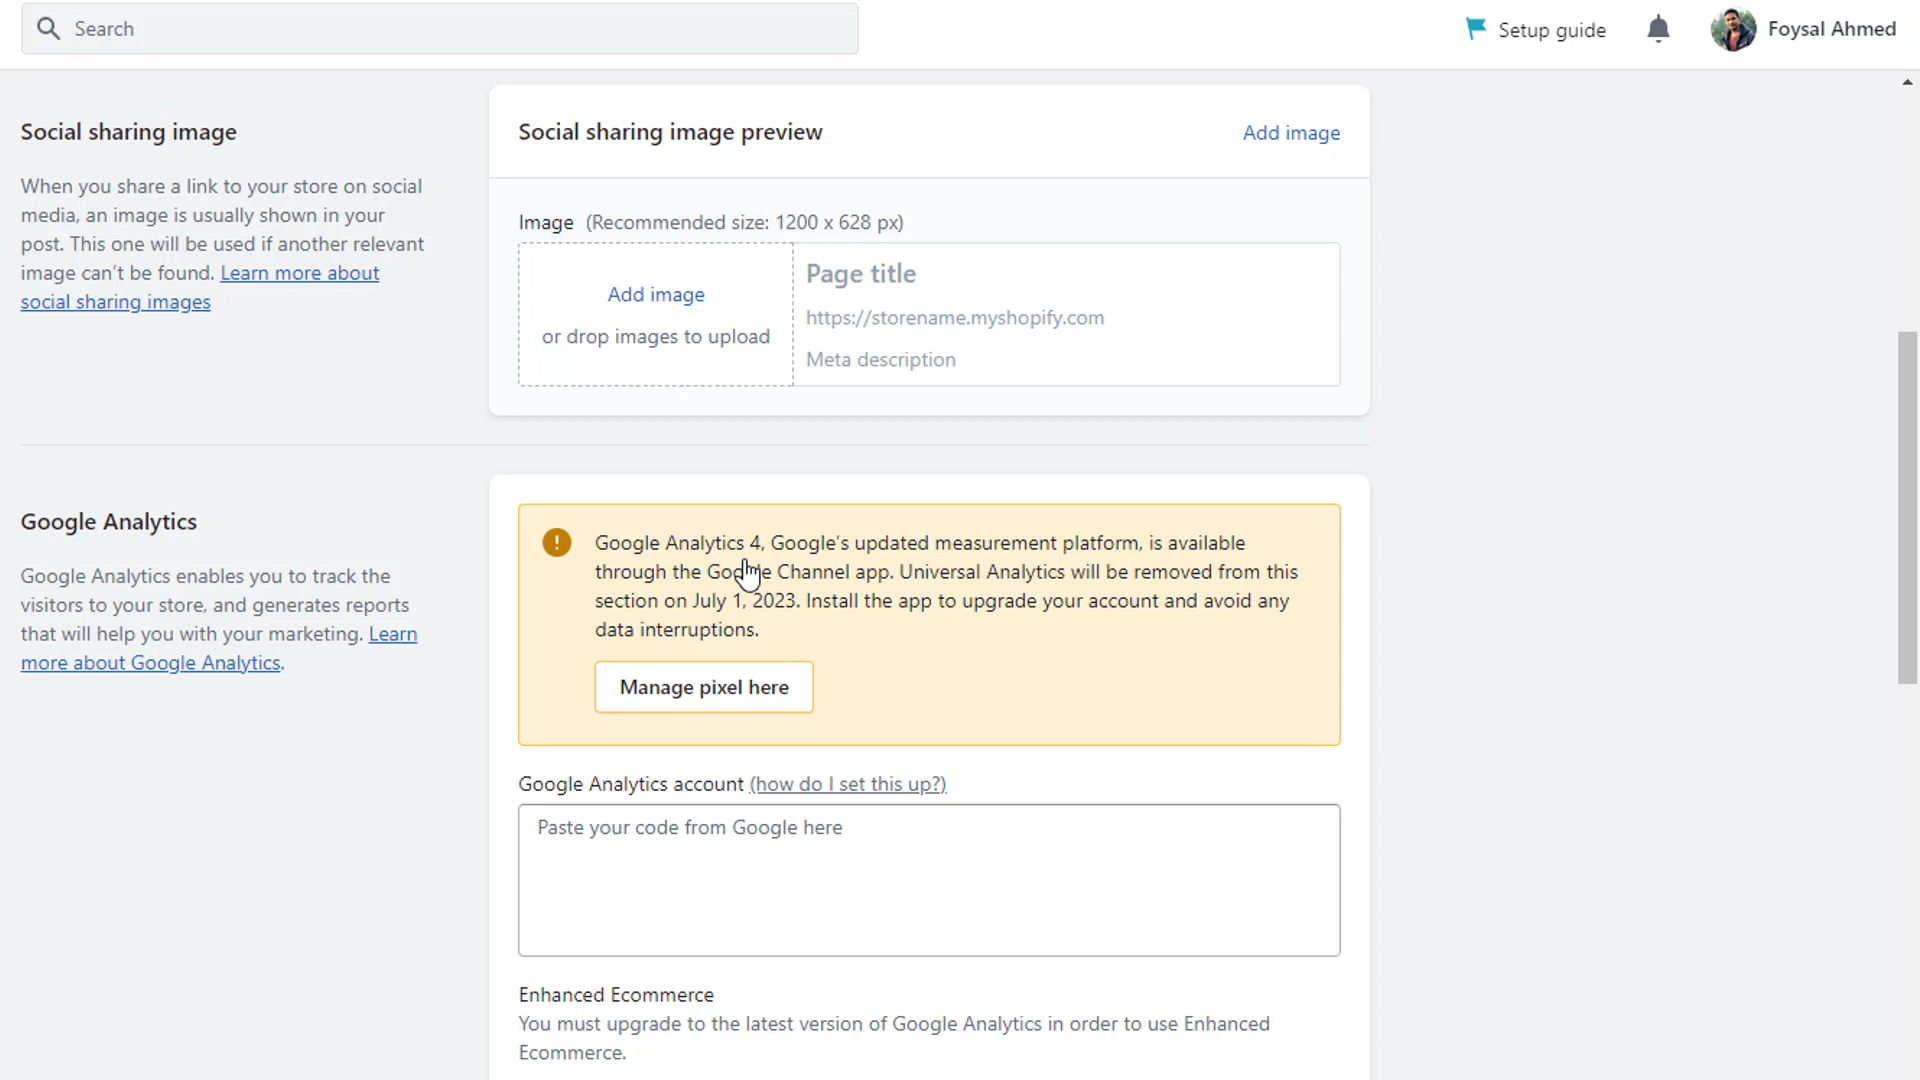 Search
Setup guide
Foysal Ahmed
Social sharing image
When you share a link to your store on social
media, an image is usually shown in your
post. This one will be used if another relevant
image can't be found. Learn more about
social sharing images
Social sharing image preview
Add image
Image (Recommended size: 1200 x 628 px)
Add image
or drop images to upload
Page title
https://storename.myshopify.com
Meta description
Google Analytics
Google Analytics enables you to track the
visitors to your store, and generates reports
that will help you with your marketing. Learn
more about Google Analytics.
Google Analytics 4, Google's updated measurement platform, is available
through the Google Channel app. Universal Analytics will be removed from this
section on July 1, 2023. Install the app to upgrade your account and avoid any
data interruptions.
Manage pixel here
Google Analytics account (how do I set this up?)
Paste your code from Google here
Enhanced Ecommerce
You must upgrade to the latest version of Google Analytics in order to use Enhanced
Ecommerce.